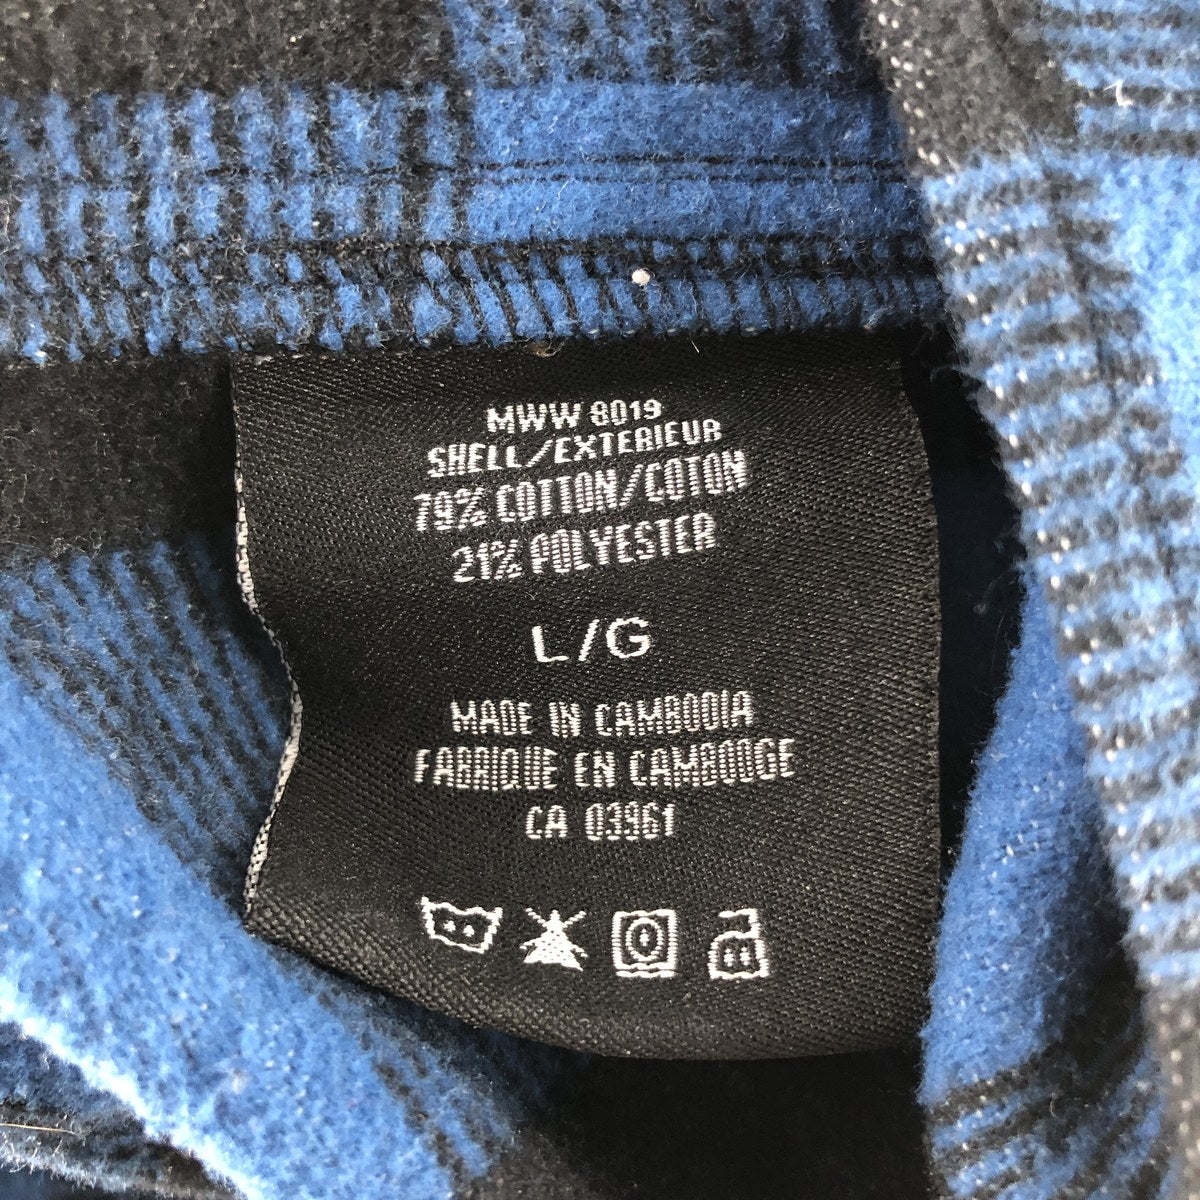 MWW 8019
SHELL/EXTERIEUR
79% COTTON/COTON
21% POLYESTER
L/G
MADE IN CAMBODIA
FABRIQUE EN CAMBODGE
CA 03961